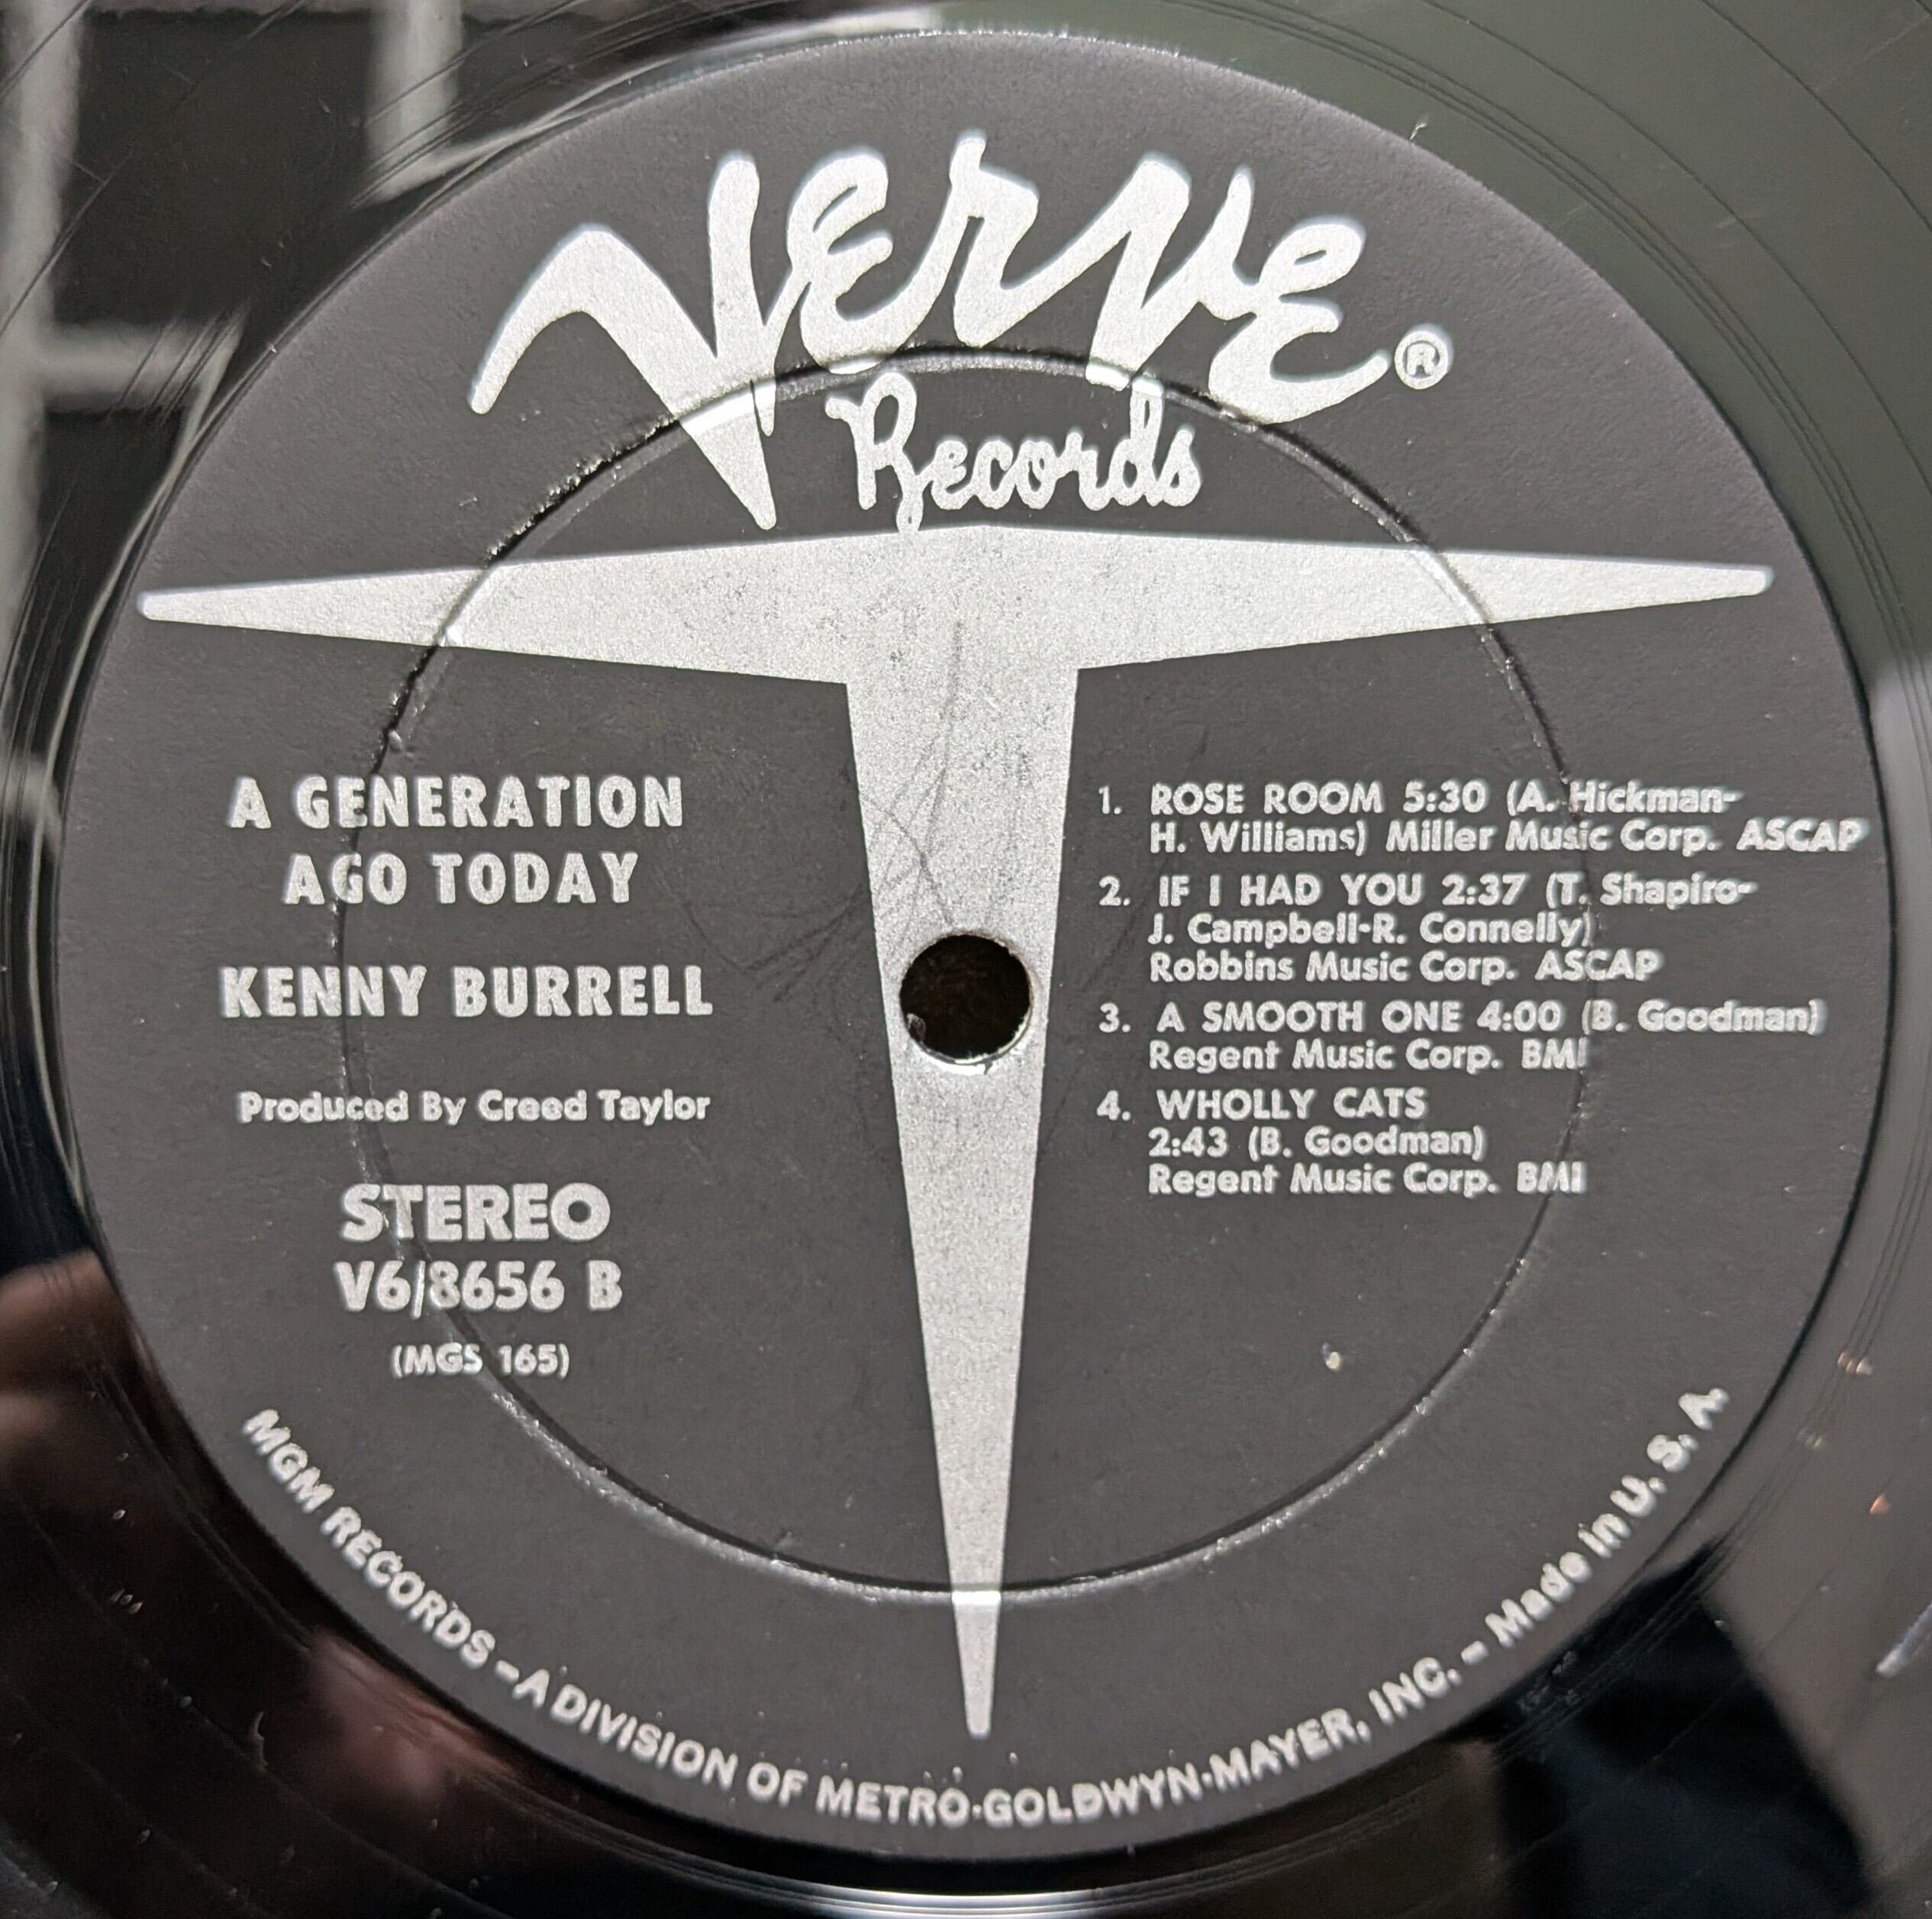 Verve®
Records
A GENERATION
AGO TODAY
KENNY BURRELL
Produced By Creed Taylor
STEREO
V6/8656 B
(MGS 165)
1. ROSE ROOM 5:30 (A. Hickman-
H. Williams) Miller Music Corp. ASCAP
2. IF I HAD YOU 2:37 (T. Shapiro-
J. Campbell-R. Connelly)
Robbins Music Corp. ASCAP
3. A SMOOTH ONE 4:00 (B. Goodman)
Regent Music Corp. BMI
4. WHOLLY CATS
2:43 (B. Goodman)
Regent Music Corp. BMI
MGM RECORDS – A DIVISION OF METRO-GOLDWYN-MAYER, INC. – Made in U. S. A.